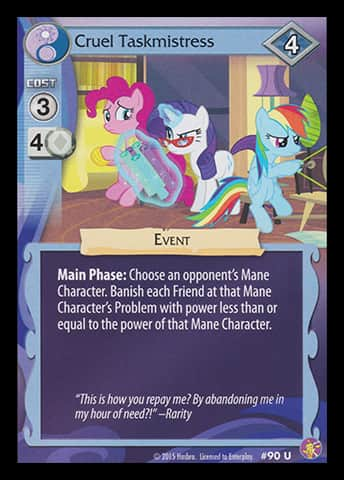 Cruel Taskmistress
4
COST
3
4
EVENT
Main Phase: Choose an opponent's Mane
Character. Banish each Friend at that Mane
Character's Problem with power less than or
equal to the power of that Mane Character.
"This is how you repay me? By abandoning me in
my hour of need?!" –Rarity
© 2015 Hasbro. Licensed to Enterplay. #90 U